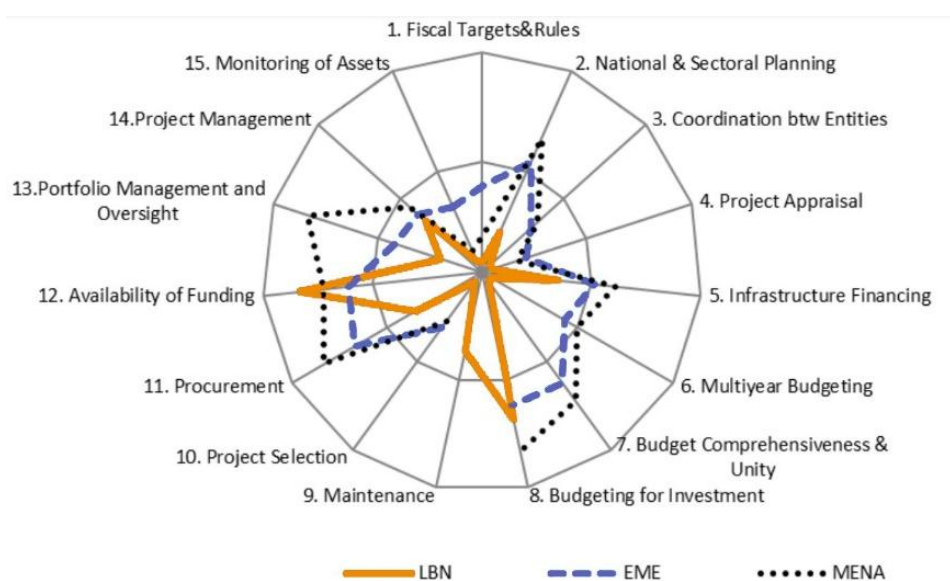 1. Fiscal Targets&Rules
2. National & Sectoral Planning
3. Coordination btw Entities
4. Project Appraisal
5. Infrastructure Financing
6. Multiyear Budgeting
7. Budget Comprehensiveness &
Unity
8. Budgeting for Investment
9. Maintenance
10. Project Selection
11. Procurement
12. Availability of Funding
13.Portfolio Management and
Oversight
14.Project Management
15. Monitoring of Assets
LBN
EME
MENA